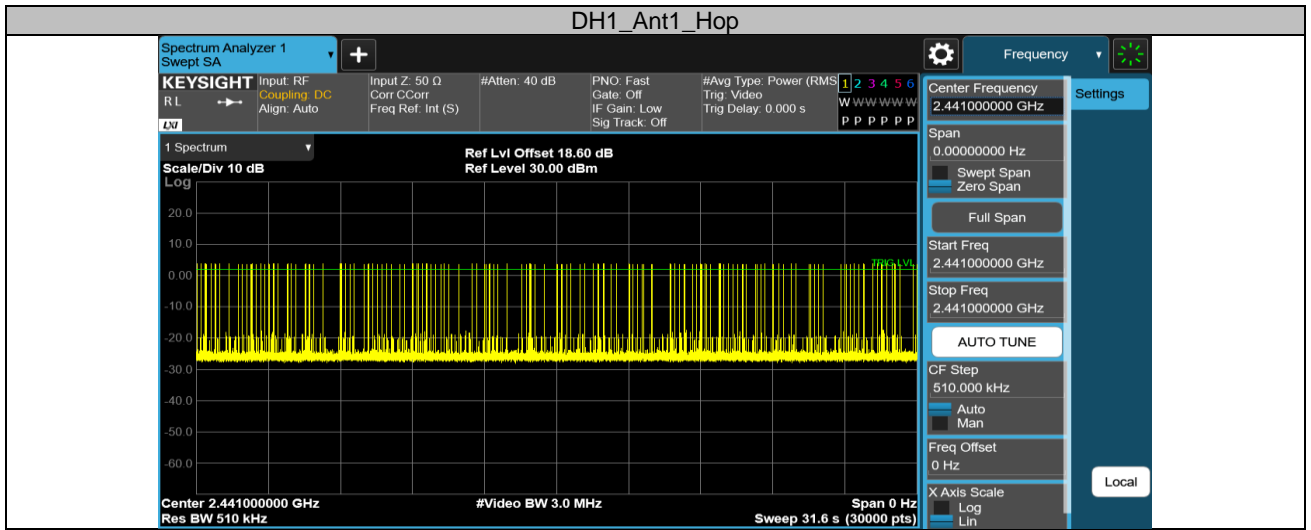 DH1_Ant1_Hop
Spectrum Analyzer 1
Swept SA
Frequency
KEYSIGHT
R L
LXI
Input: RF
Coupling: DC
Align: Auto
Input Z: 50 Ω
Corr CCorr
Freq Ref: Int (S)
#Atten: 40 dB
PNO: Fast
Gate: Off
IF Gain: Low
Sig Track: Off
#Avg Type: Power (RMS
Trig: Video
Trig Delay: 0.000 s
1 2 3 4 5 6
W W W W W W
P P P P P P
1 Spectrum
Scale/Div 10 dB
Ref Lvl Offset 18.60 dB
Ref Level 30.00 dBm
Log
20.0
10.0
0.00
-10.0
-20.0
-30.0
-40.0
-50.0
-60.0
TRIG LVL
Center 2.441000000 GHz
#Video BW 3.0 MHz
Span 0 Hz
Res BW 510 kHz
Sweep 31.6 s (30000 pts)
Center Frequency
2.441000000 GHz
Settings
Span
0.00000000 Hz
Swept Span
Zero Span
Full Span
Start Freq
2.441000000 GHz
Stop Freq
2.441000000 GHz
AUTO TUNE
CF Step
510.000 kHz
Auto
Man
Freq Offset
0 Hz
Local
X Axis Scale
Log
Lin